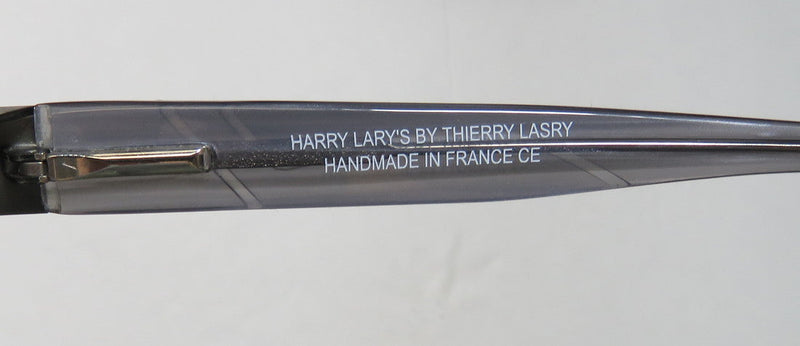 HARRY LARY'S BY THIERRY LASRY
HANDMADE IN FRANCE CE